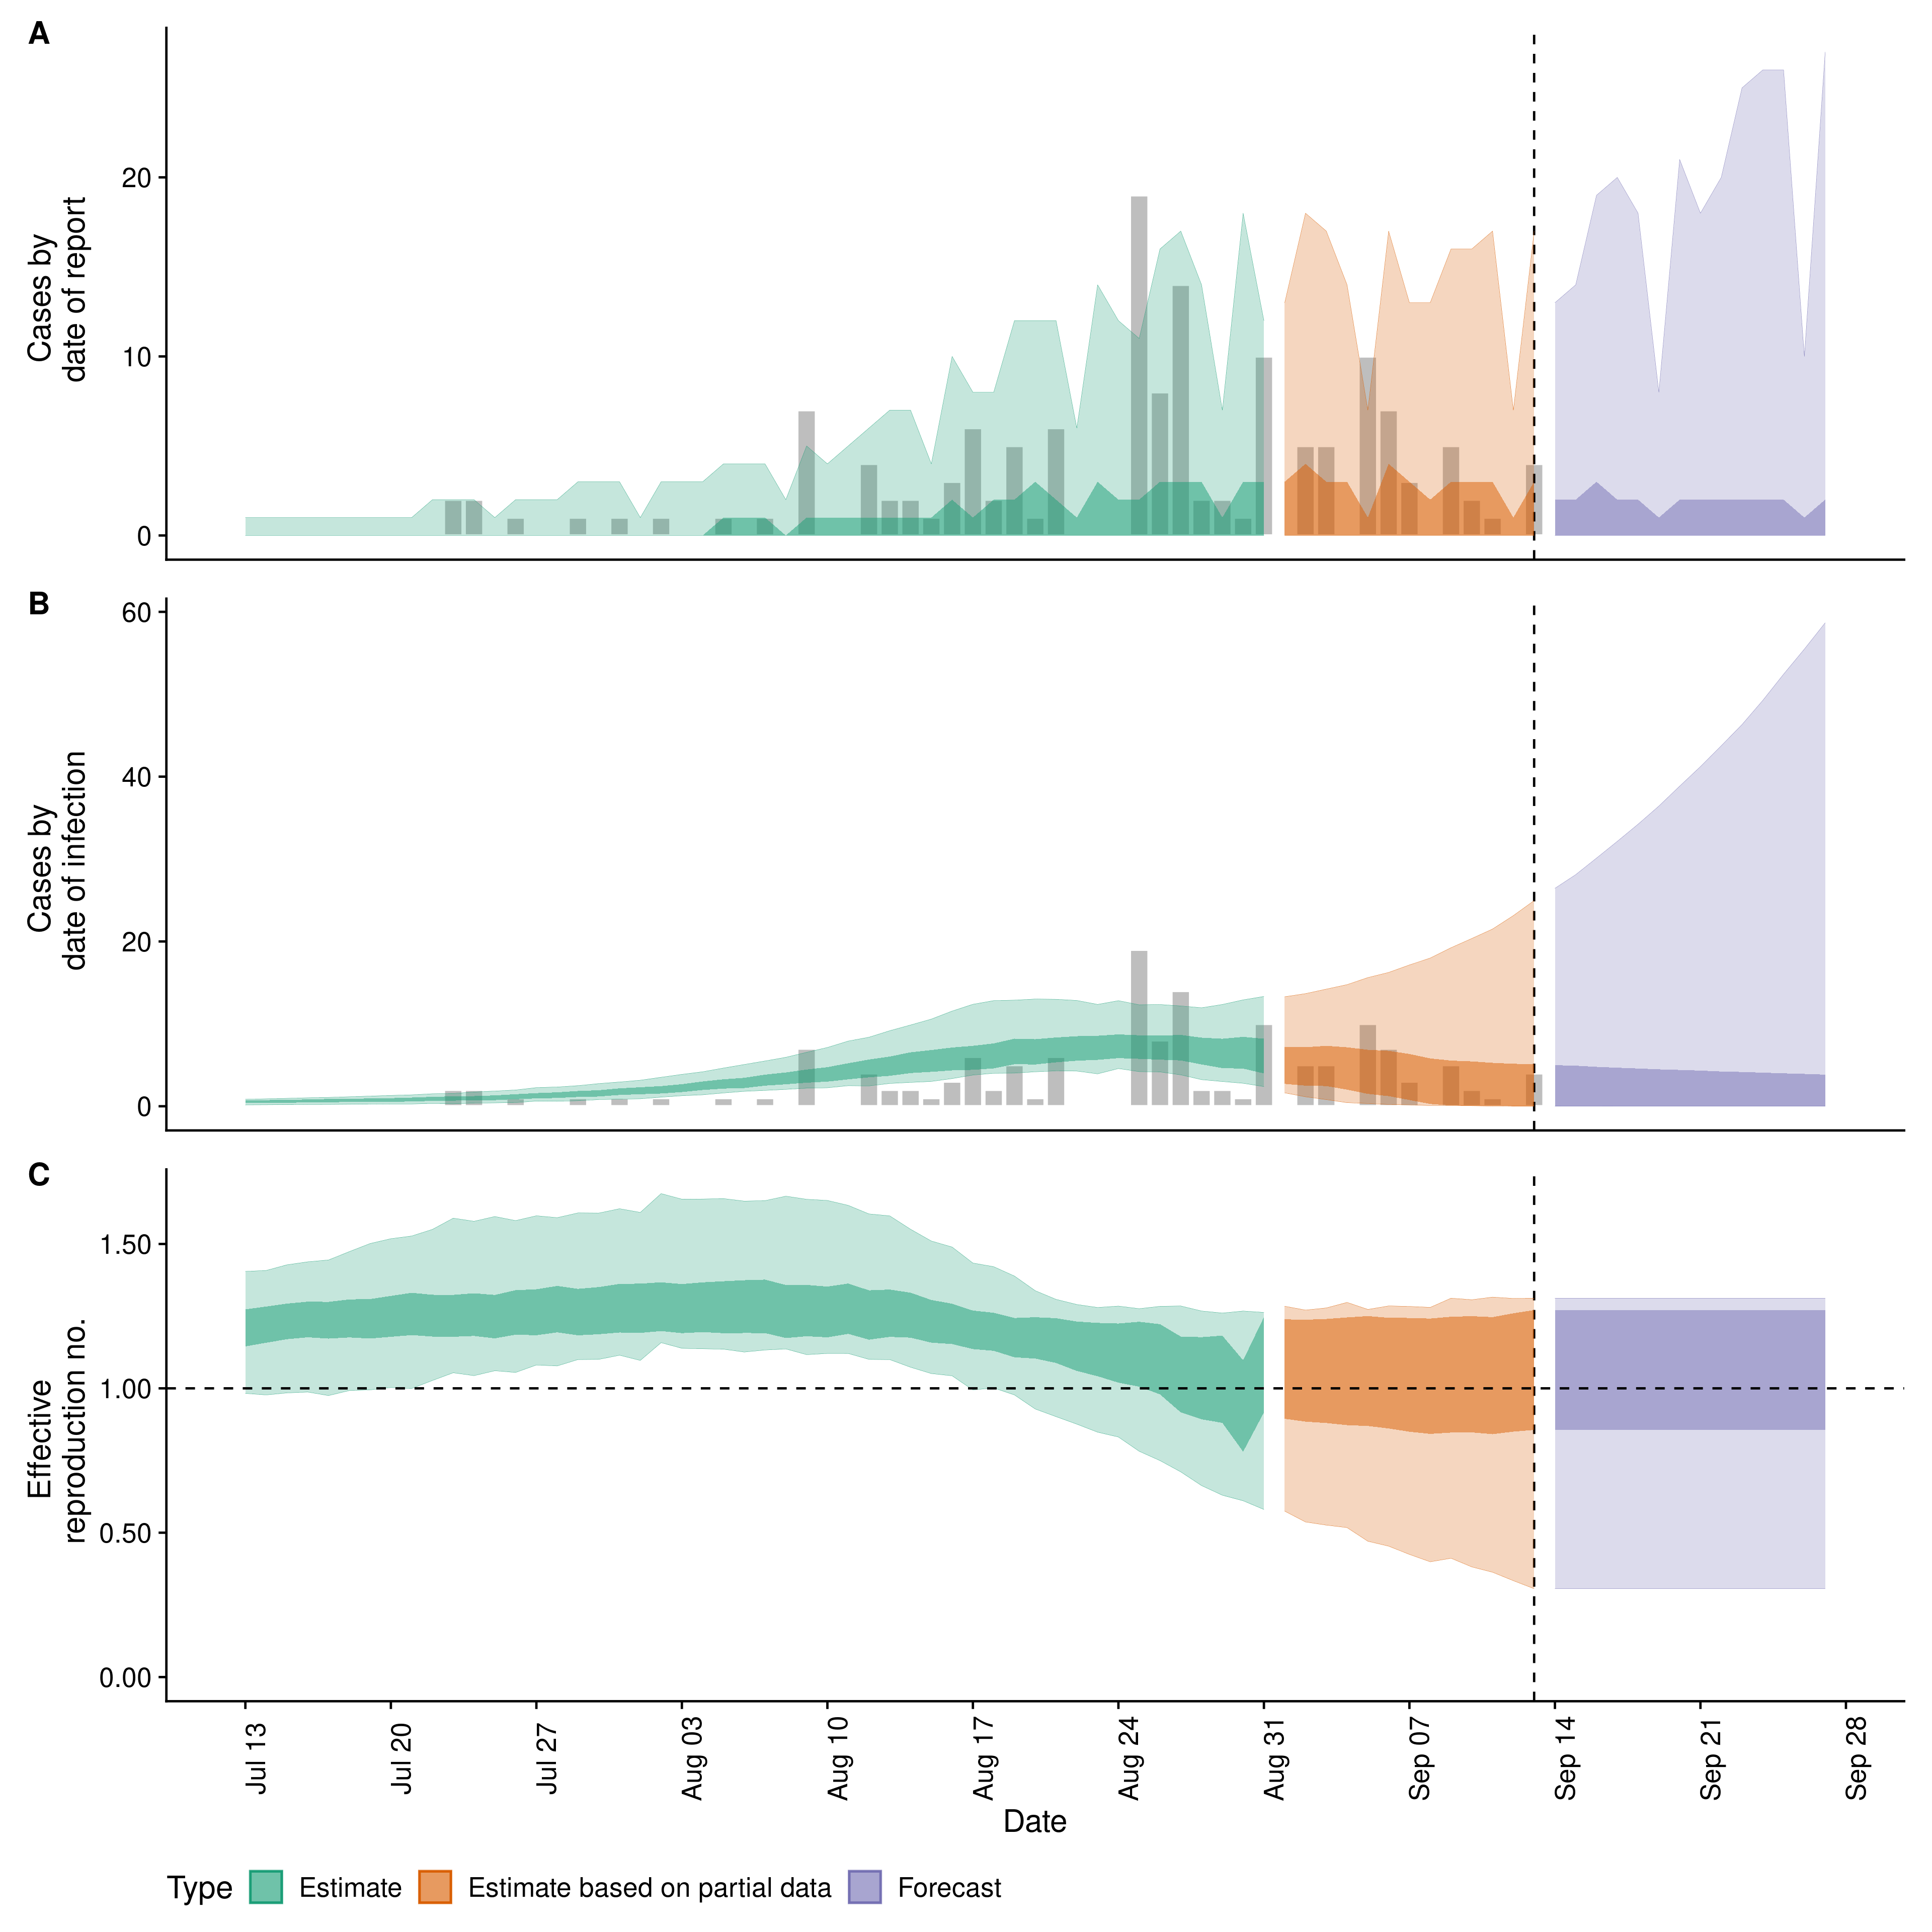 A
Cases by
date of report
20
10
0
B
Cases by
date of infection
60
40
20
0
C
Effective
reproduction no.
1.50
1.00
0.50
0.00
Jul 13
Jul 20
Jul 27
Aug 03
Aug 10
Aug 17
Aug 24
Aug 31
Sep 07
Sep 14
Sep 21
Sep 28
Date
Type Estimate Estimate based on partial data Forecast